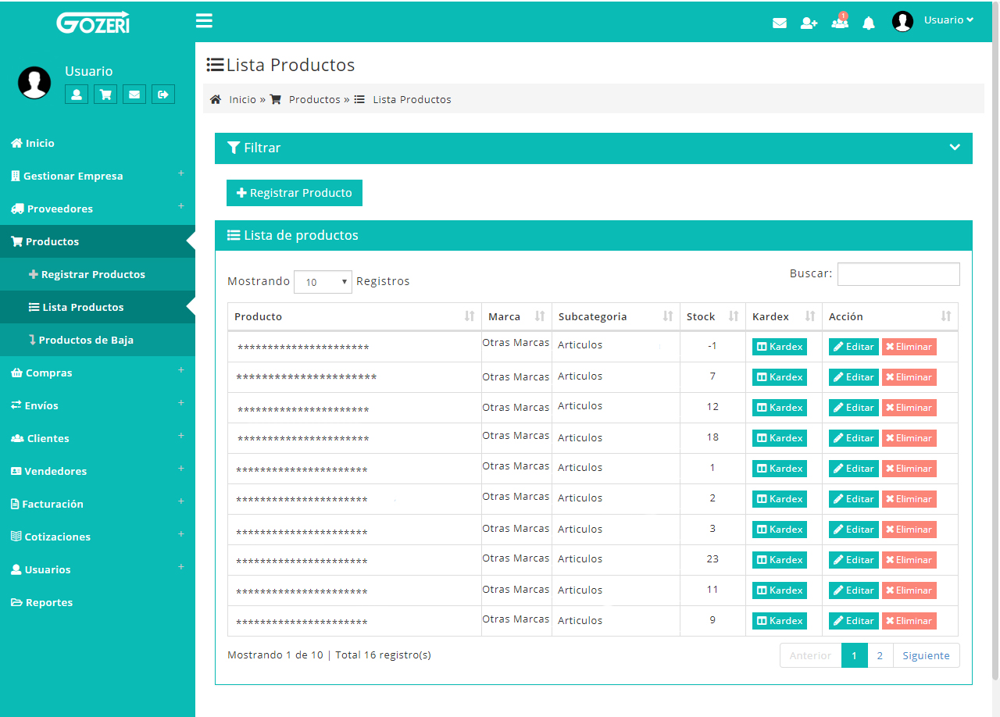 GOZERI
1
Usuario
Usuario
Inicio
Gestionar Empresa +
Proveedores +
Productos
Registrar Productos
Lista Productos
Productos de Baja
Compras +
Envíos +
Clientes +
Vendedores +
Facturación +
Cotizaciones +
Usuarios +
Reportes
Lista Productos
Inicio » Productos » Lista Productos
Filtrar
Registrar Producto
Lista de productos
Mostrando 10 Registros
Buscar:
Producto Marca Subcategoria Stock Kardex Acción
********************** Otras Marcas Articulos -1 Kardex Editar Eliminar
********************** Otras Marcas Articulos 7 Kardex Editar Eliminar
********************** Otras Marcas Articulos 12 Kardex Editar Eliminar
********************** Otras Marcas Articulos 18 Kardex Editar Eliminar
********************** Otras Marcas Articulos 1 Kardex Editar Eliminar
********************** Otras Marcas Articulos 2 Kardex Editar Eliminar
********************** Otras Marcas Articulos 3 Kardex Editar Eliminar
********************** Otras Marcas Articulos 23 Kardex Editar Eliminar
********************** Otras Marcas Articulos 11 Kardex Editar Eliminar
********************** Otras Marcas Articulos 9 Kardex Editar Eliminar
Mostrando 1 de 10 | Total 16 registro(s)
Anterior 1 2 Siguiente